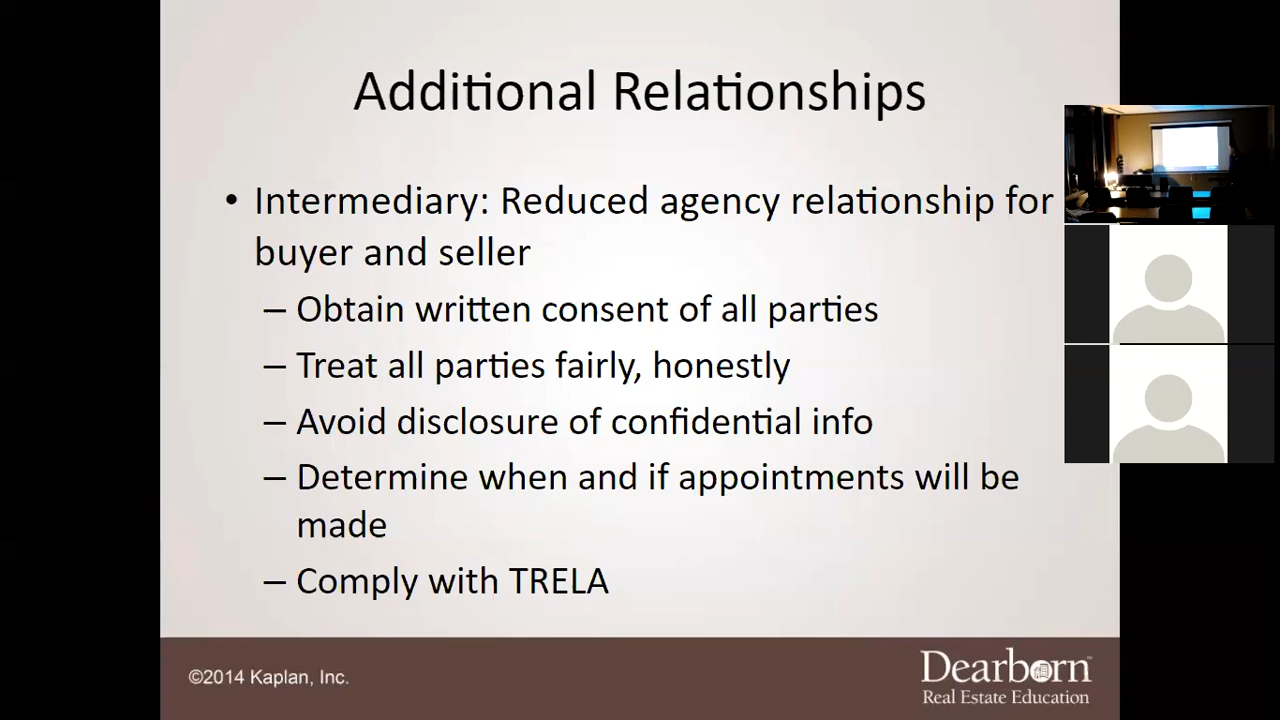 Additional Relationships
• Intermediary: Reduced agency relationship for
buyer and seller
– Obtain written consent of all parties
– Treat all parties fairly, honestly
– Avoid disclosure of confidential info
– Determine when and if appointments will be
made
– Comply with TRELA
©2014 Kaplan, Inc.
Dearborn™
Real Estate Education